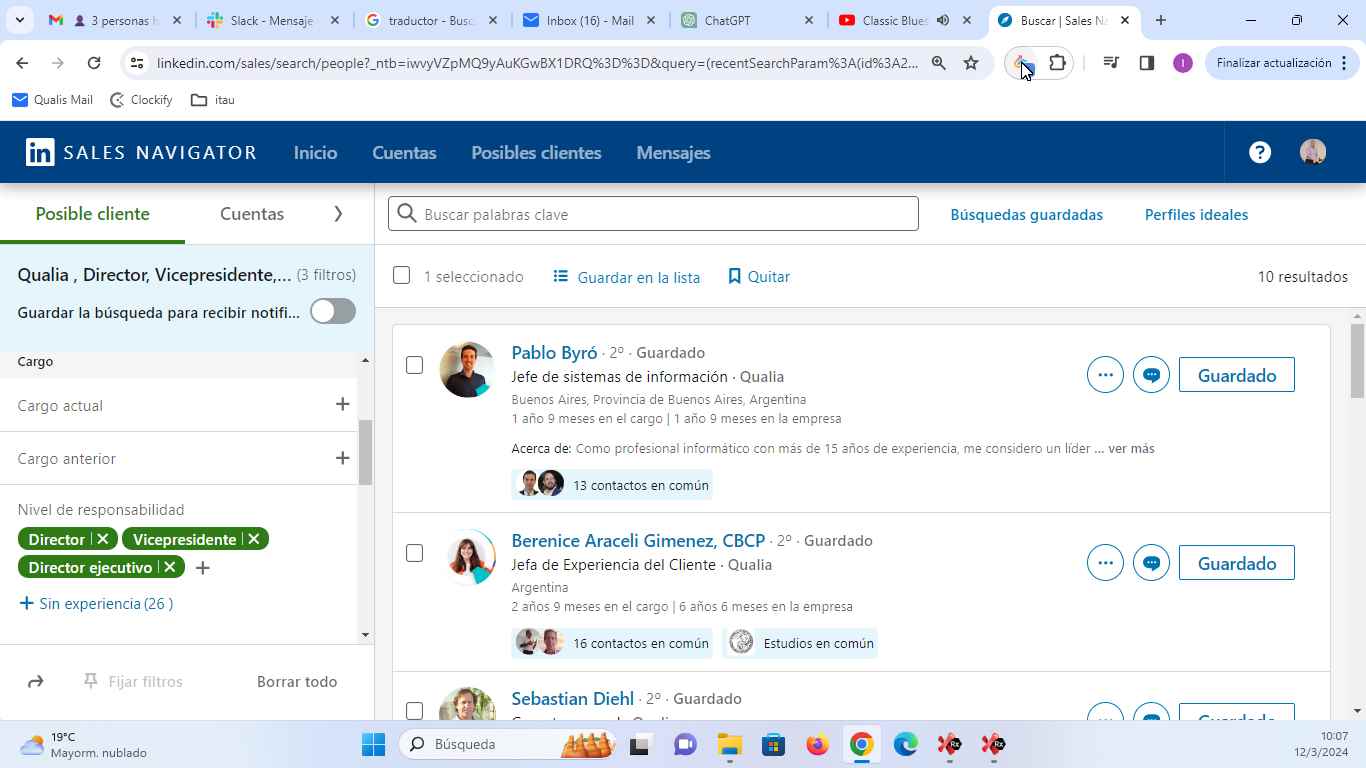 3 personas h
Slack - Mensaje
traductor - Busc
Inbox (16) - Mail
ChatGPT
Classic Blues
Buscar | Sales Na
linkedin.com/sales/search/people?_ntb=iwvyVZpMQ9yAuKGwBX1DRQ%3D%3D&query=(recentSearchParam%3A(id%3A2...
I
Finalizar actualización
Qualis Mail
Clockify
itau
in SALES NAVIGATOR
Inicio
Cuentas
Posibles clientes
Mensajes
?
Posible cliente
Cuentas
Buscar palabras clave
Búsquedas guardadas
Perfiles ideales
Qualia , Director, Vicepresidente,... (3 filtros)
Guardar la búsqueda para recibir notifi...
1 seleccionado
Guardar en la lista
Quitar
10 resultados
Cargo
Cargo actual
Cargo anterior
Nivel de responsabilidad
Director
Vicepresidente
Director ejecutivo
Sin experiencia (26 )
Fijar filtros
Borrar todo
Pablo Byró · 2º · Guardado
Jefe de sistemas de información · Qualia
Buenos Aires, Provincia de Buenos Aires, Argentina
1 año 9 meses en el cargo | 1 año 9 meses en la empresa
Acerca de: Como profesional informático con más de 15 años de experiencia, me considero un líder ... ver más
13 contactos en común
Guardado
Berenice Araceli Gimenez, CBCP · 2º · Guardado
Jefa de Experiencia del Cliente · Qualia
Argentina
2 años 9 meses en el cargo | 6 años 6 meses en la empresa
16 contactos en común
Estudios en común
Guardado
Sebastian Diehl · 2º · Guardado
19°C
Mayorm. nublado
Búsqueda
Rx
Rx
10:07
12/3/2024